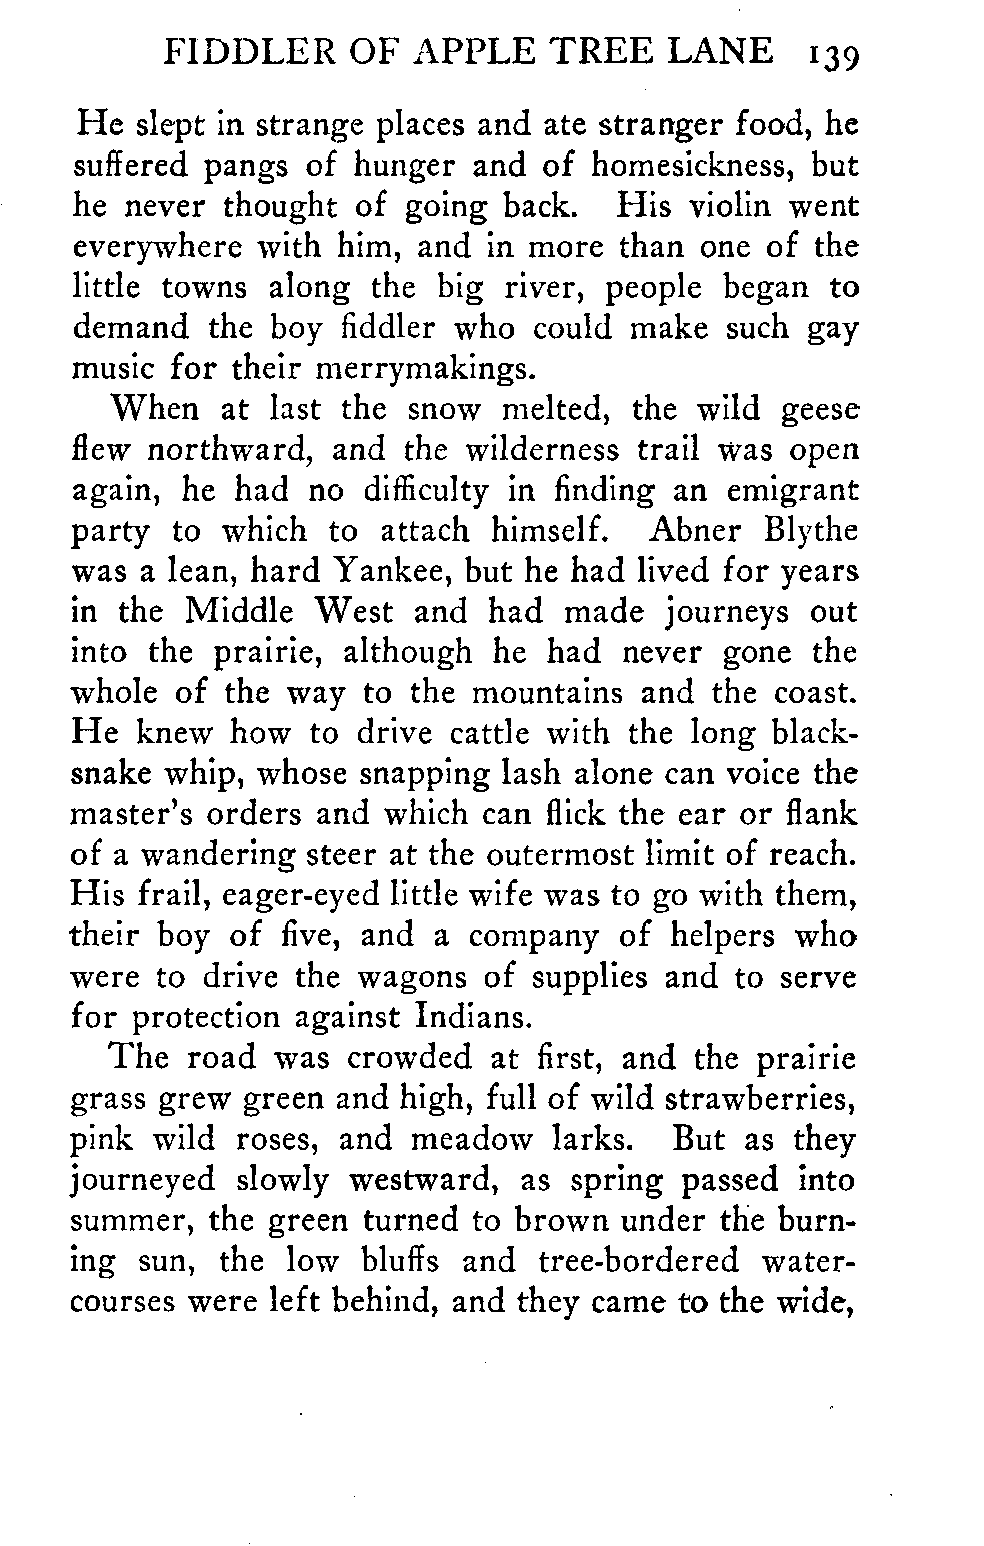 FIDDLER OF APPLE TREE LANE 139
He slept in strange places and ate stranger food, he
suffered pangs of hunger and of homesickness, but
he never thought of going back. His violin went
everywhere with him, and in more than one of the
little towns along the big river, people began to
demand the boy fiddler who could make such gay
music for their merrymakings.
When at last the snow melted, the wild geese
flew northward, and the wilderness trail was open
again, he had no difficulty in finding an emigrant
party to which to attach himself. Abner Blythe
was a lean, hard Yankee, but he had lived for years
in the Middle West and had made journeys out
into the prairie, although he had never gone the
whole of the way to the mountains and the coast.
He knew how to drive cattle with the long black-
snake whip, whose snapping lash alone can voice the
master's orders and which can flick the ear or flank
of a wandering steer at the outermost limit of reach.
His frail, eager-eyed little wife was to go with them,
their boy of five, and a company of helpers who
were to drive the wagons of supplies and to serve
for protection against Indians.
The road was crowded at first, and the prairie
grass grew green and high, full of wild strawberries,
pink wild roses, and meadow larks. But as they
journeyed slowly westward, as spring passed into
summer, the green turned to brown under the burn-
ing sun, the low bluffs and tree-bordered water-
courses were left behind, and they came to the wide,